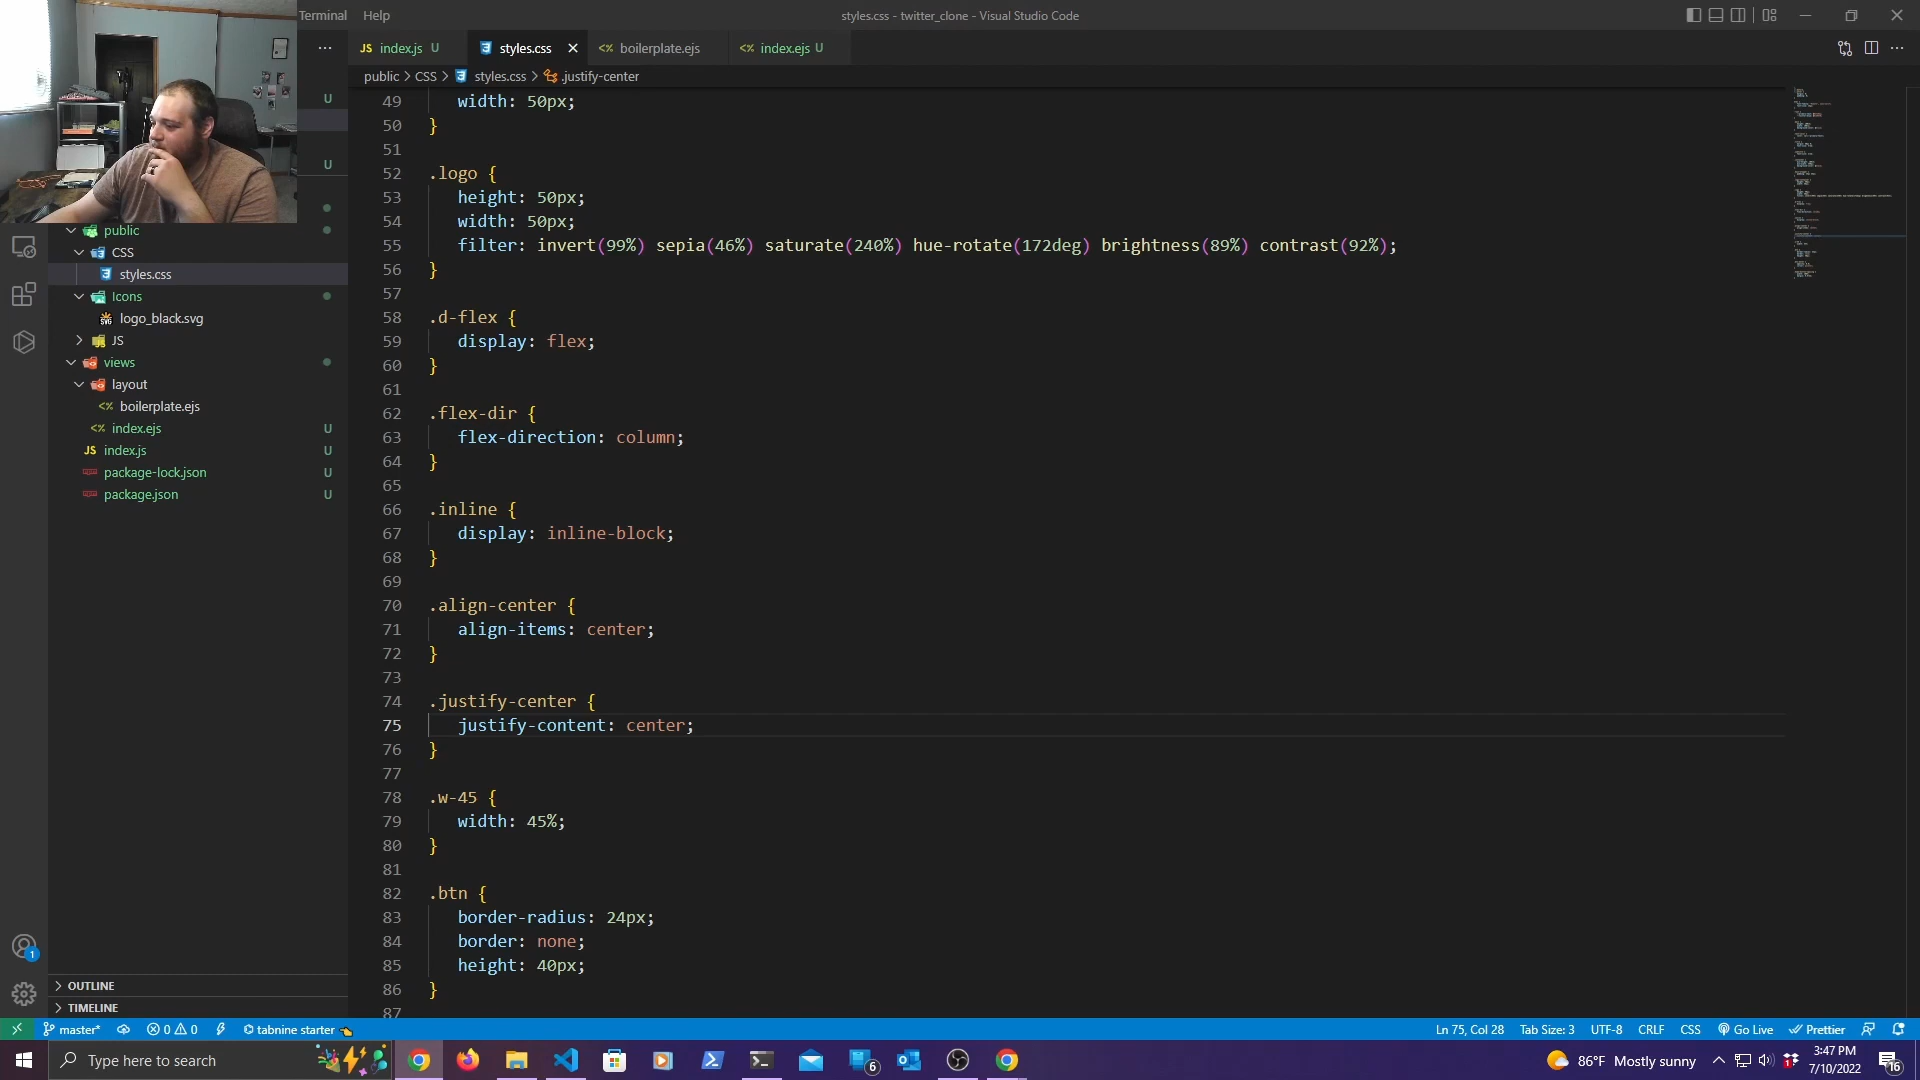 Terminal Help
styles.css - twitter_clone - Visual Studio Code
JS index.js U
styles.css
<%> boilerplate.ejs
<%> index.ejs U
public > CSS > styles.css > .justify-center
U
U
public
CSS
styles.css
Icons
logo_black.svg
JS
views
layout
<%> boilerplate.ejs
<%> index.ejs U
JS index.js U
package-lock.json U
package.json U
OUTLINE
TIMELINE
49 width: 50px;
50 }
51
52 .logo {
53 height: 50px;
54 width: 50px;
55 filter: invert(99%) sepia(46%) saturate(240%) hue-rotate(172deg) brightness(89%) contrast(92%);
56 }
57
58 .d-flex {
59 display: flex;
60 }
61
62 .flex-dir {
63 flex-direction: column;
64 }
65
66 .inline {
67 display: inline-block;
68 }
69
70 .align-center {
71 align-items: center;
72 }
73
74 .justify-center {
75 justify-content: center;
76 }
77
78 .w-45 {
79 width: 45%;
80 }
81
82 .btn {
83 border-radius: 24px;
84 border: none;
85 height: 40px;
86 }
87
1
master* 0 0 tabnine starter
Ln 75, Col 28 Tab Size: 3 UTF-8 CRLF CSS Go Live Prettier
Type here to search
6
86°F Mostly sunny
1
3:47 PM
7/10/2022
16